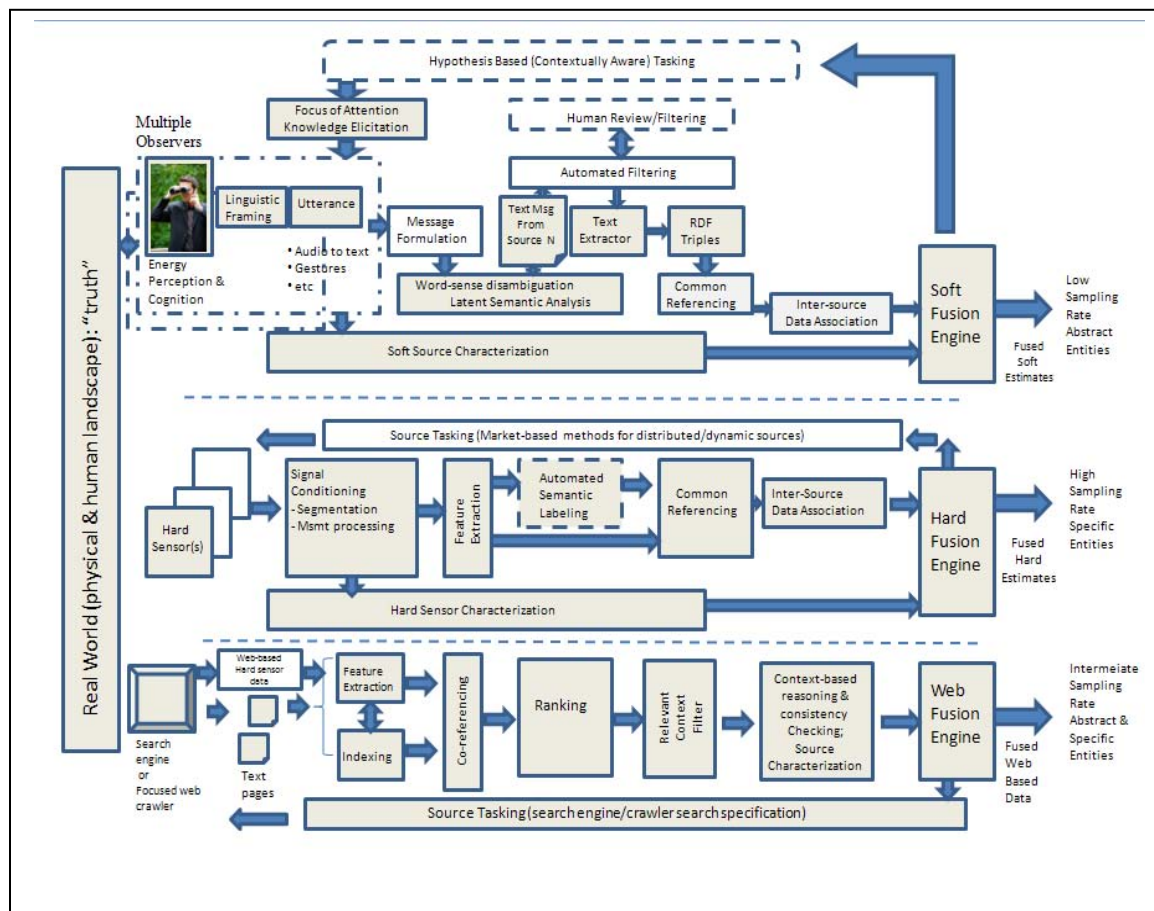 Hypothesis Based (Contextually Aware) Tasking
Focus of Attention
Knowledge Elicitation
Human Review/Filtering
Multiple
Observers
Automated Filtering
Linguistic
Framing
Utterance
Message
Formulation
Text Msg
From
Source N
Text
Extractor
RDF
Triples
• Audio to text
• Gestores
• etc
Energy
Perception &
Cognition
Word-sense disambiguation
Latent Semantic Analysis
Common
Referencing
Inter-source
Data Association
Soft
Fusion
Engine
Fused
Soft
Estimates
Low
Sampling
Rate
Abstract
Entities
Soft Source Characterization
Real World (physical & human landscape): “truth”
Source Tasking (Market-based methods for distributed/dynamic sources)
Hard
Sensor(s)
Signal
Conditioning
- Segmentation
- Msmt processing
Feature
Extraction
Automated
Semantic
Labeling
Common
Referencing
Inter-Source
Data Association
Hard
Fusion
Engine
Fused
Hard
Estimates
High
Sampling
Rate
Specific
Entities
Hard Sensor Characterization
Web-based
Hard sensor
data
Search
engine
or
Focused web
crawler
Text
pages
Feature
Extraction
Indexing
Co-referencing
Ranking
Relevant
Context
Filter
Context-based
reasoning &
consistency
Checking;
Source
Characterization
Web
Fusion
Engine
Fused
Web
Based
Data
Intermeiate
Sampling
Rate
Abstract &
Specific
Entities
Source Tasking (search engine/crawler search specification)